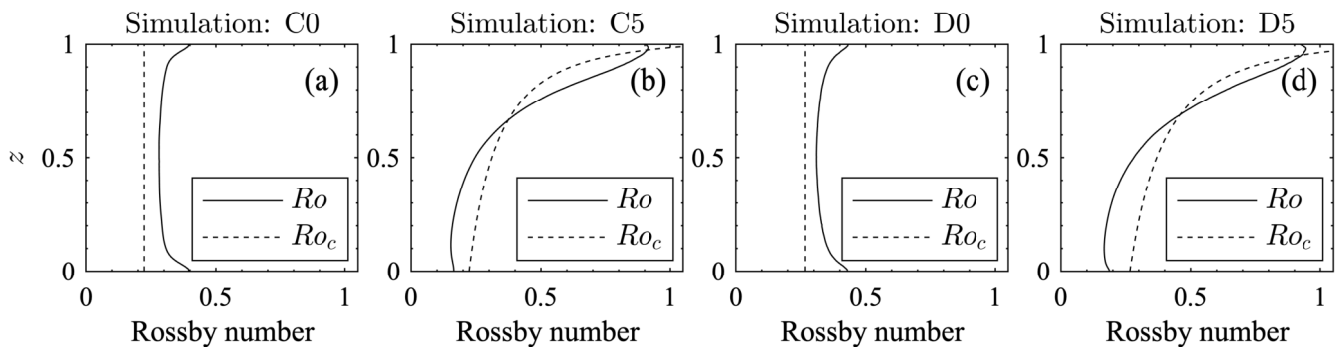 Simulation: C0
1
(a)
z
0.5
Ro
Ro_c
0
0 0.5 1
Rossby number
Simulation: C5
1
(b)
0.5
Ro
Ro_c
0
0 0.5 1
Rossby number
Simulation: D0
1
(c)
0.5
Ro
Ro_c
0
0 0.5 1
Rossby number
Simulation: D5
1
(d)
0.5
Ro
Ro_c
0
0 0.5 1
Rossby number